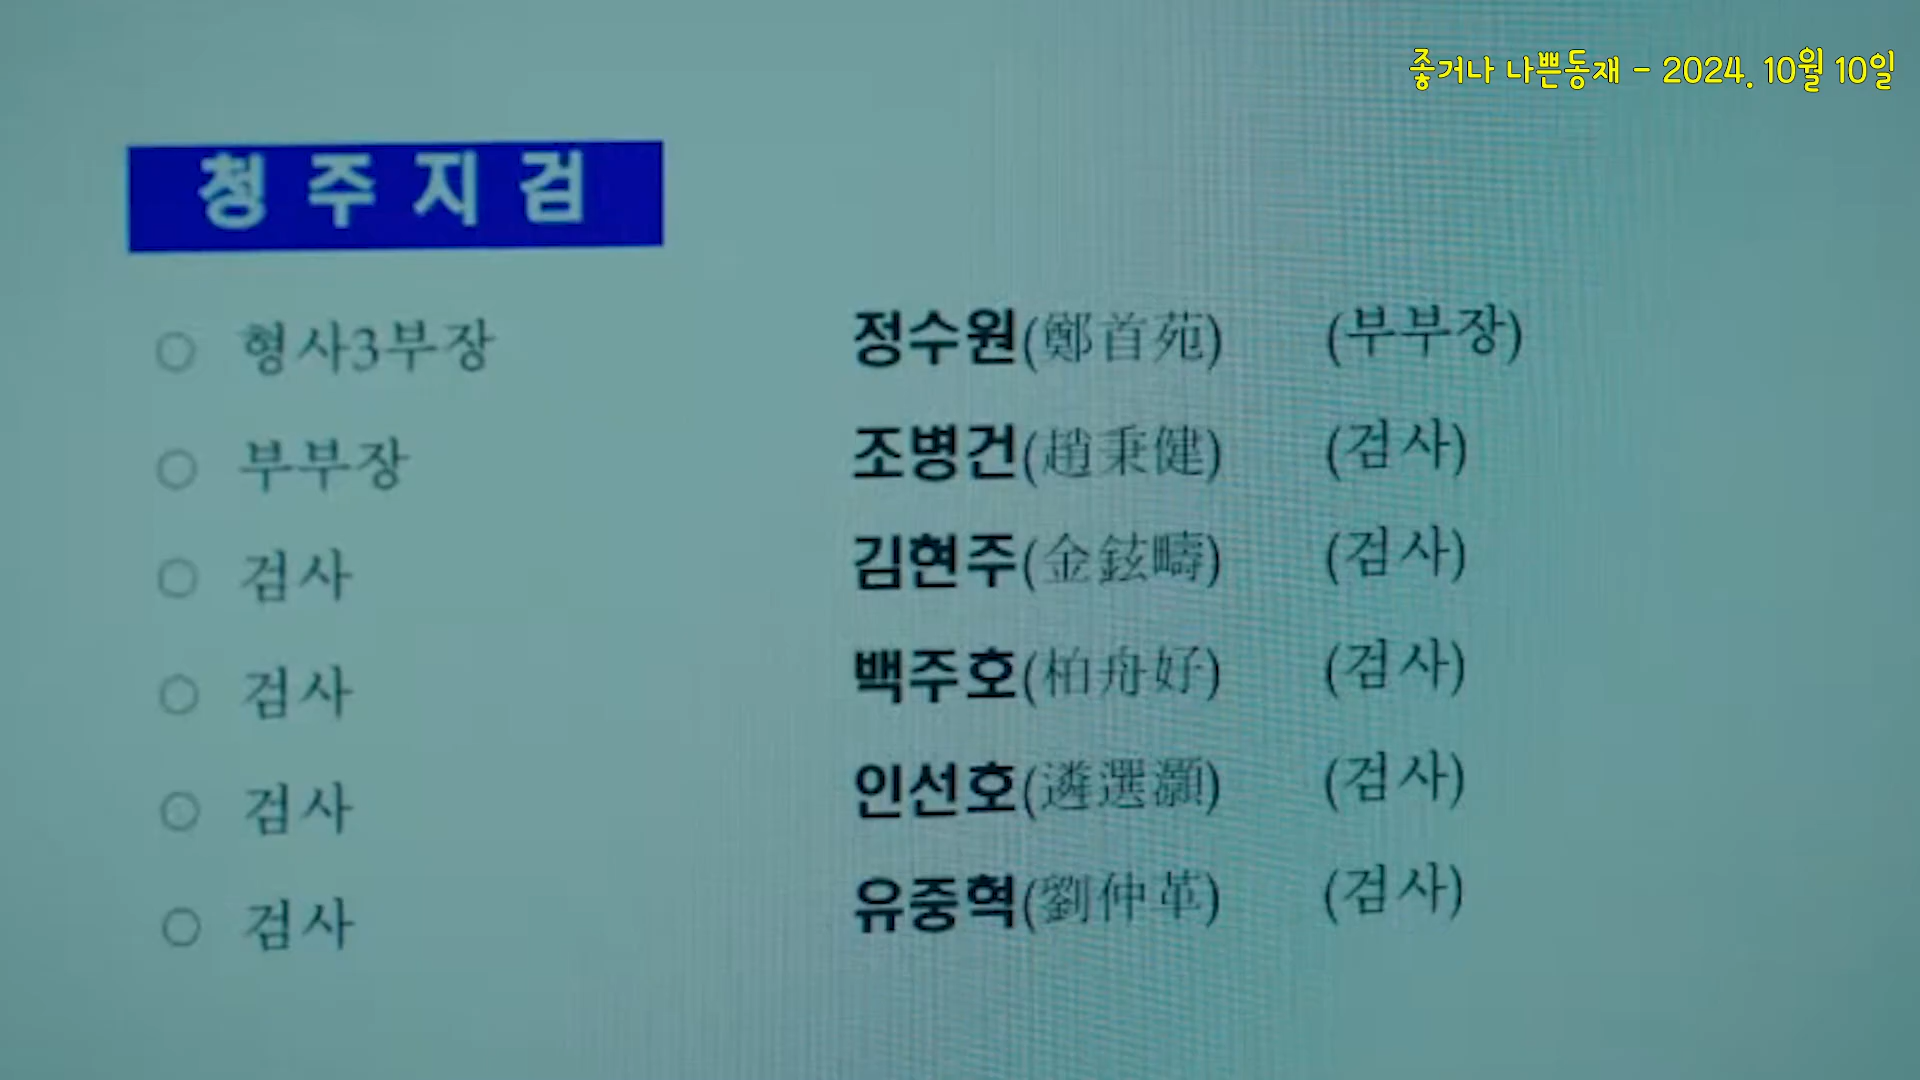 좋거나 나쁜동재 - 2024. 10월 10일
청주지검
○ 형사3부장 정수원(鄭首苑) (부부장)
○ 부부장 조병건(趙秉健) (검사)
○ 검사 김현주(金鉉疇) (검사)
○ 검사 백주호(柏舟好) (검사)
○ 검사 인선호(遴選灝) (검사)
○ 검사 유중혁(劉仲革) (검사)